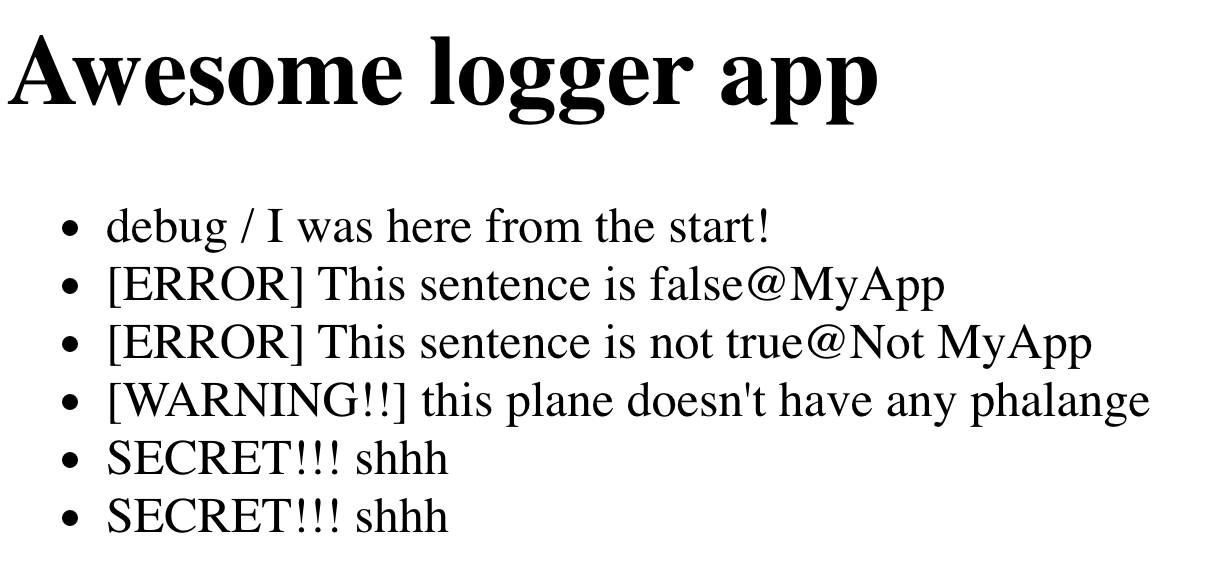 Awesome logger app
debug / I was here from the start!
[ERROR] This sentence is false@MyApp
[ERROR] This sentence is not true@Not MyApp
[WARNING!!] this plane doesn't have any phalange
SECRET!!! shhh
SECRET!!! shhh